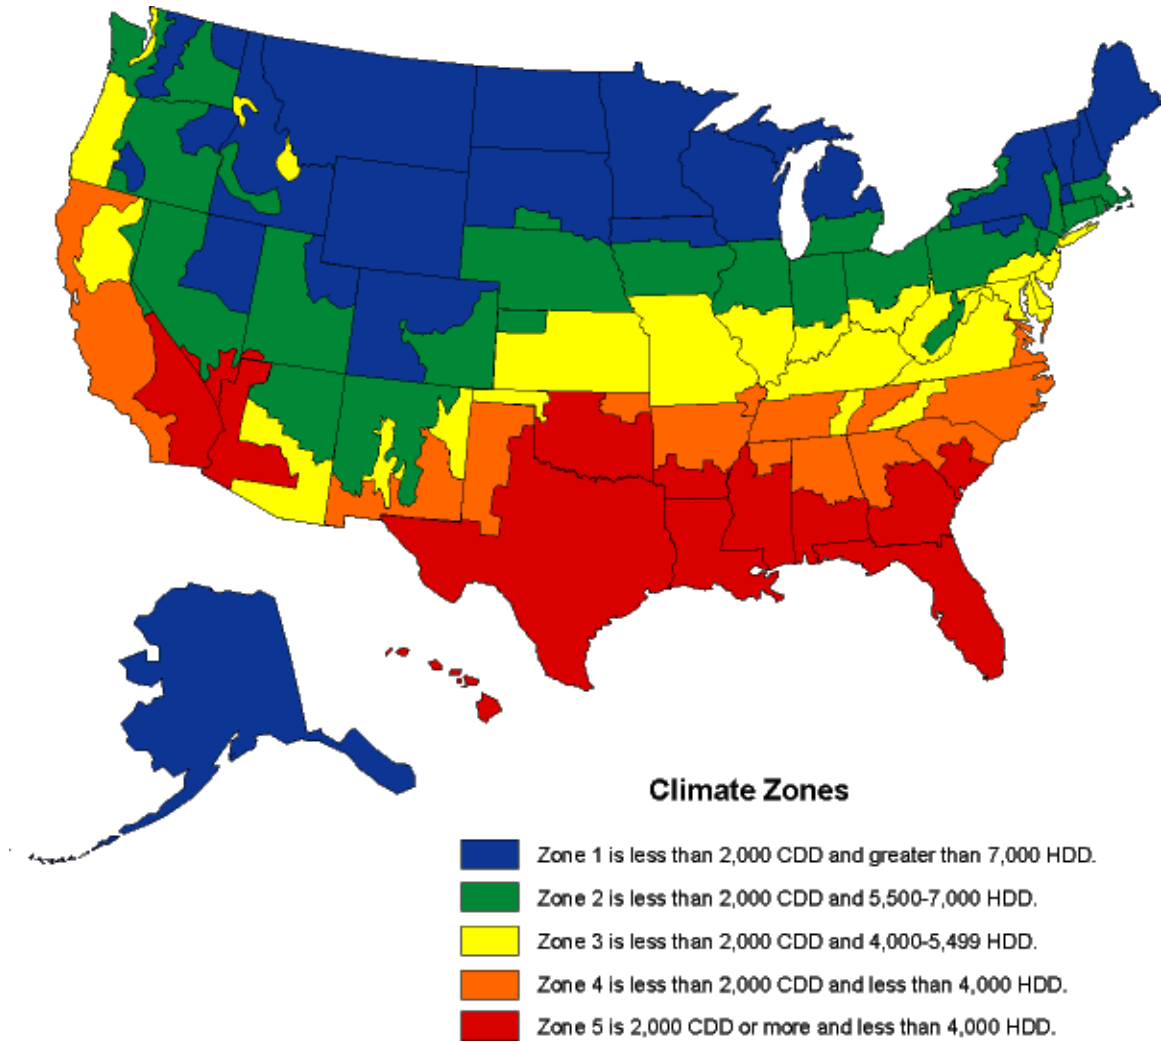 Climate Zones
Zone 1 is less than 2,000 CDD and greater than 7,000 HDD.
Zone 2 is less than 2,000 CDD and 5,500-7,000 HDD.
Zone 3 is less than 2,000 CDD and 4,000-5,499 HDD.
Zone 4 is less than 2,000 CDD and less than 4,000 HDD.
Zone 5 is 2,000 CDD or more and less than 4,000 HDD.